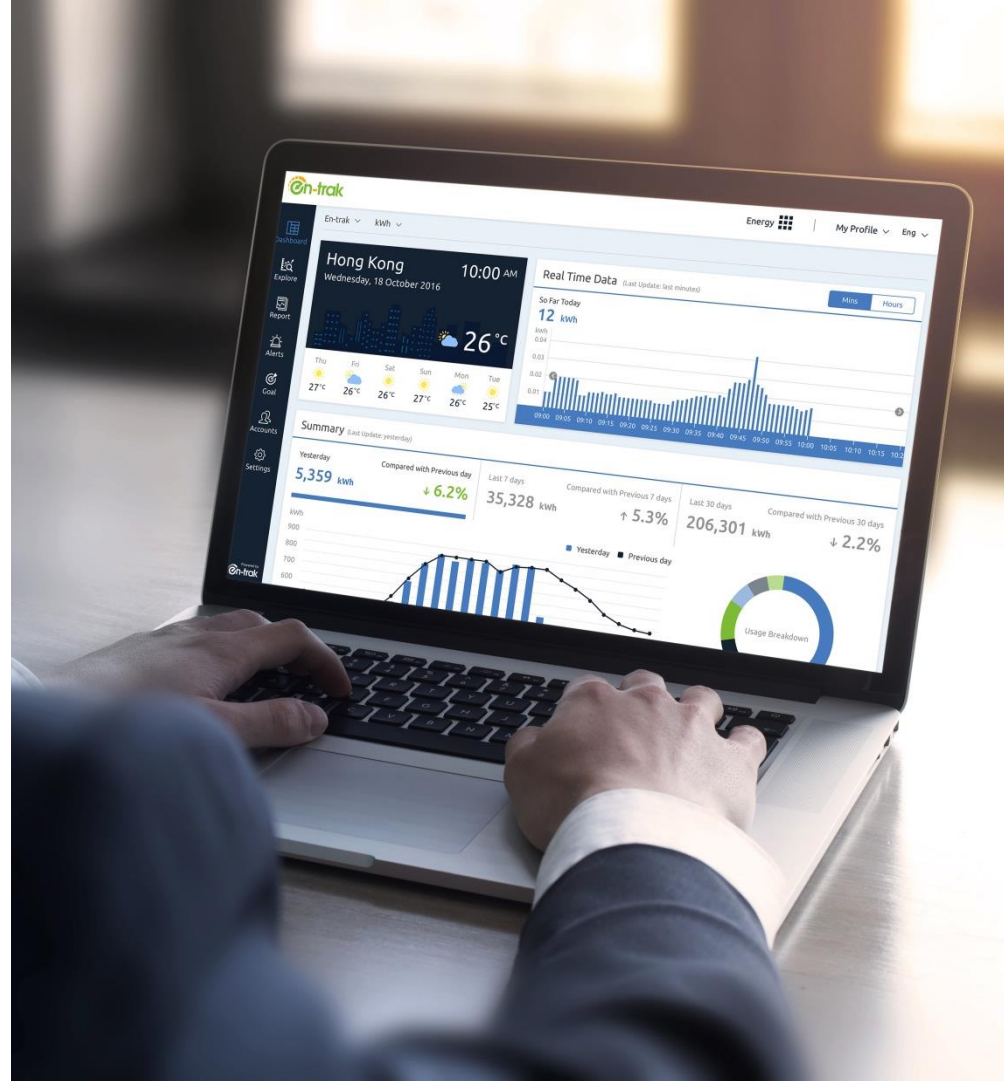 en-trak
Energy
My Profile
Eng
En-trak
kWh
Dashboard
Explore
Report
Alerts
Goal
Accounts
Settings
Powered by
en-trak
Hong Kong
10:00 AM
Wednesday, 18 October 2016
26°C
Thu Fri Sat Sun Mon Tue
27°C 26°C 26°C 27°C 26°C 25°C
Real Time Data (Last Update: last minutes)
Mins Hours
So Far Today
12 kWh
kWh
0.04
0.03
0.02
0.01
09:00 09:05 09:10 09:15 09:20 09:25 09:30 09:35 09:40 09:45 09:50 09:55 10:00 10:05 10:10 10:15 10:2
Summary (Last Update: yesterday)
Yesterday
Compared with Previous day
5,359 kWh
↓ 6.2%
Last 7 days
Compared with Previous 7 days
35,328 kWh
↑ 5.3%
Last 30 days
Compared with Previous 30 days
206,301 kWh
↓ 2.2%
kWh
900
800
700
600
Yesterday Previous day
Usage Breakdown